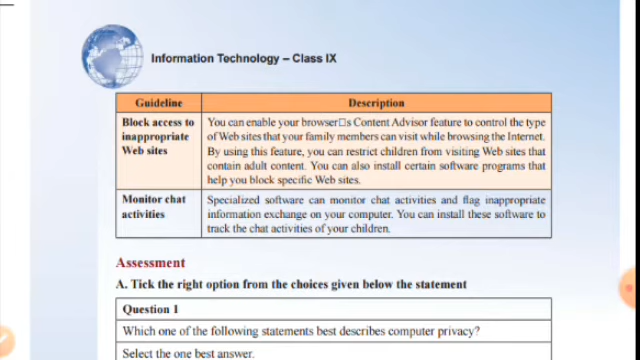 Information Technology – Class IX
Guideline
Description
Block access to
inappropriate
Web sites
You can enable your browser□s Content Advisor feature to control the type
of Web sites that your family members can visit while browsing the Internet.
By using this feature, you can restrict children from visiting Web sites that
contain adult content. You can also install certain software programs that
help you block specific Web sites.
Monitor chat
activities
Specialized software can monitor chat activities and flag inappropriate
information exchange on your computer. You can install these software to
track the chat activities of your children.
Assessment
A. Tick the right option from the choices given below the statement
Question 1
Which one of the following statements best describes computer privacy?
Select the one best answer.